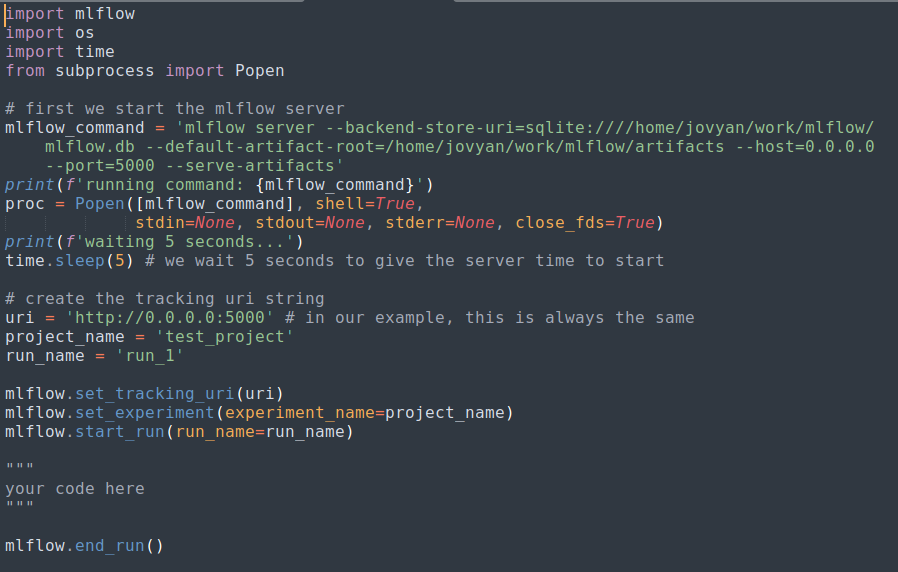 import mlflow
import os
import time
from subprocess import Popen

# first we start the mlflow server
mlflow_command = 'mlflow server --backend-store-uri=sqlite:////home/jovyan/work/mlflow/
mlflow.db --default-artifact-root=/home/jovyan/work/mlflow/artifacts --host=0.0.0.0
--port=5000 --serve-artifacts'
print(f'running command: {mlflow_command}')
proc = Popen([mlflow_command], shell=True,
             stdin=None, stdout=None, stderr=None, close_fds=True)
print(f'waiting 5 seconds...')
time.sleep(5) # we wait 5 seconds to give the server time to start

# create the tracking uri string
uri = 'http://0.0.0.0:5000' # in our example, this is always the same
project_name = 'test_project'
run_name = 'run_1'

mlflow.set_tracking_uri(uri)
mlflow.set_experiment(experiment_name=project_name)
mlflow.start_run(run_name=run_name)

"""
your code here
"""

mlflow.end_run()